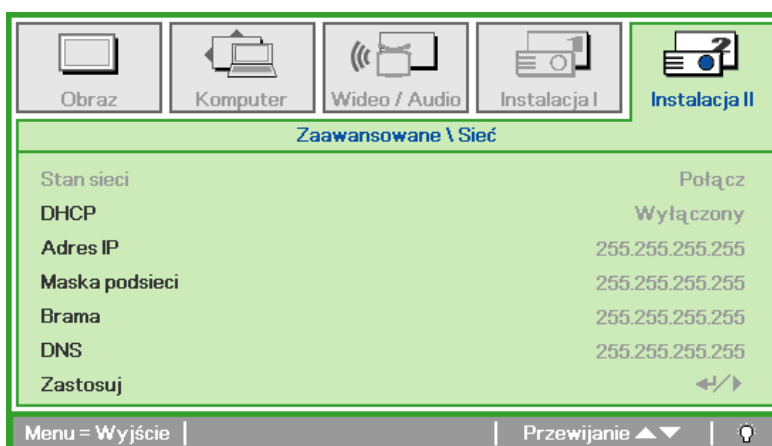 Obraz
Komputer
Wideo / Audio
Instalacja I
Instalacja II
Zaawansowane \ Sieć
Stan sieci Połącz
DHCP Wyłączony
Adres IP 255.255.255.255
Maska podsieci 255.255.255.255
Brama 255.255.255.255
DNS 255.255.255.255
Zastosuj
Menu = Wyjście | | Przewijanie ▲▼ |